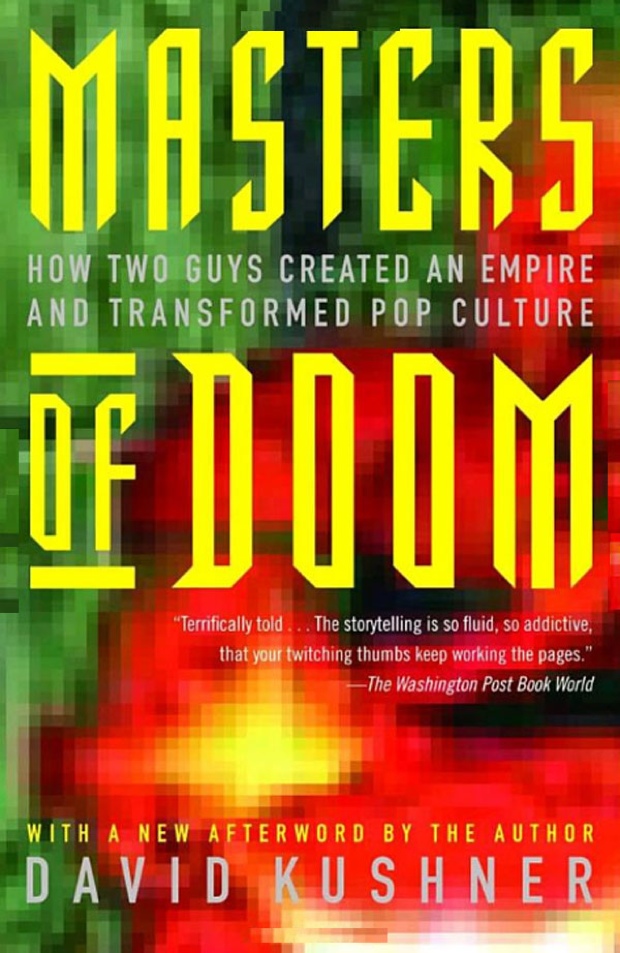 MASTERS
HOW TWO GUYS CREATED AN EMPIRE
AND TRANSFORMED POP CULTURE
OF DOOM
“Terrifically told . . . The storytelling is so fluid, so addictive,
that your twitching thumbs keep working the pages.”
—The Washington Post Book World
WITH A NEW AFTERWORD BY THE AUTHOR
DAVID KUSHNER